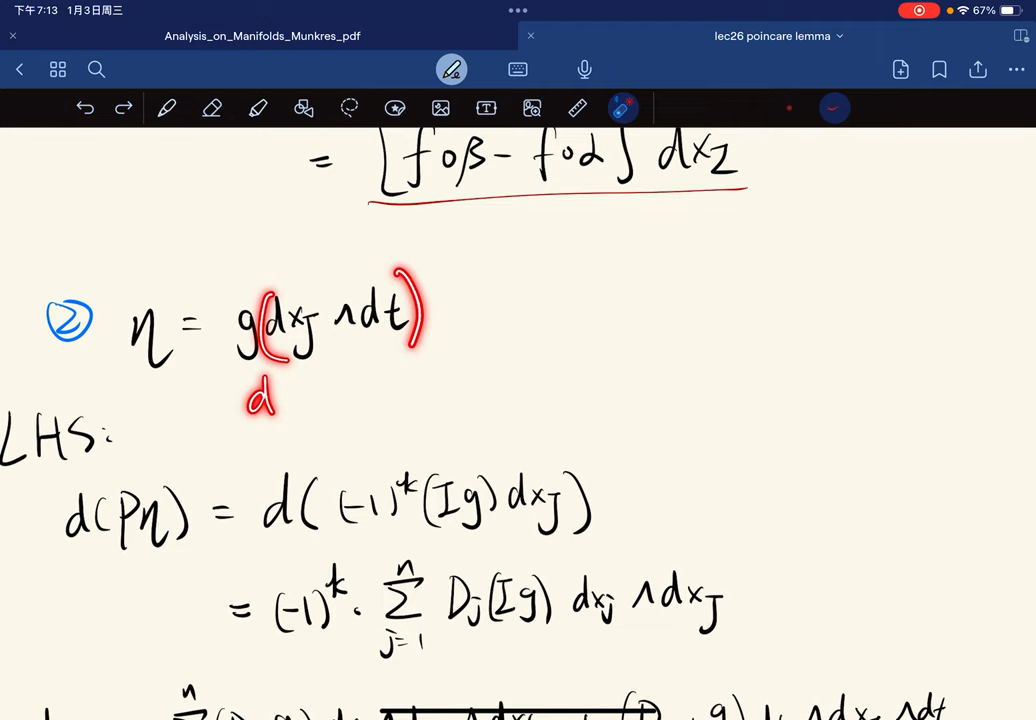 下午7:13 1月3日周三
67%
Analysis_on_Manifolds_Munkres_pdf
lec26 poincare lemma
= [f∘β - f∘α] dx_I
② η = g(dx_J ∧dt)
d
LHS:
d(Pη) = d( (-1)^k (Ig) dx_J )
= (-1)^k · Σ_{j=1}^{n} D_j(Ig) dx_j ∧dx_J
n